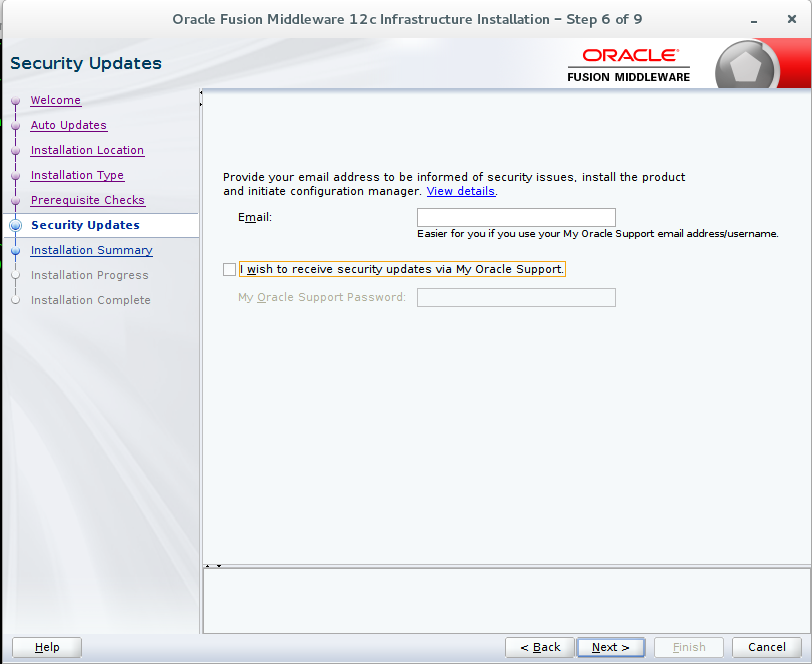 Oracle Fusion Middleware 12c Infrastructure Installation – Step 6 of 9
Security Updates
ORACLE
FUSION MIDDLEWARE
Welcome
Auto Updates
Installation Location
Installation Type
Prerequisite Checks
Security Updates
Installation Summary
Installation Progress
Installation Complete
Provide your email address to be informed of security issues, install the product
and initiate configuration manager. View details.
Email:
Easier for you if you use your My Oracle Support email address/username.
I wish to receive security updates via My Oracle Support.
My Oracle Support Password:
Help
< Back
Next >
Finish
Cancel